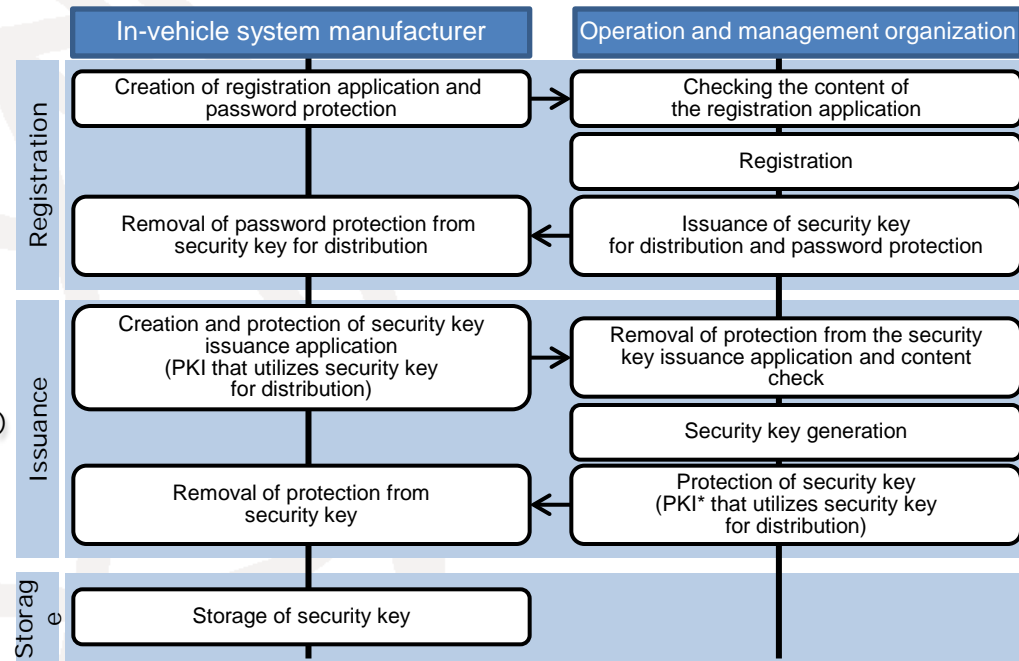 In-vehicle system manufacturer
Operation and management organization
Registration
Creation of registration application and
password protection
Checking the content of
the registration application
Registration
Removal of password protection from
security key for distribution
Issuance of security key
for distribution and password protection
Issuance
Creation and protection of security key
issuance application
(PKI that utilizes security key
for distribution)
Removal of protection from the security
key issuance application and content
check
Security key generation
Removal of protection from
security key
Protection of security key
(PKI* that utilizes security key
for distribution)
Storag
e
Storage of security key